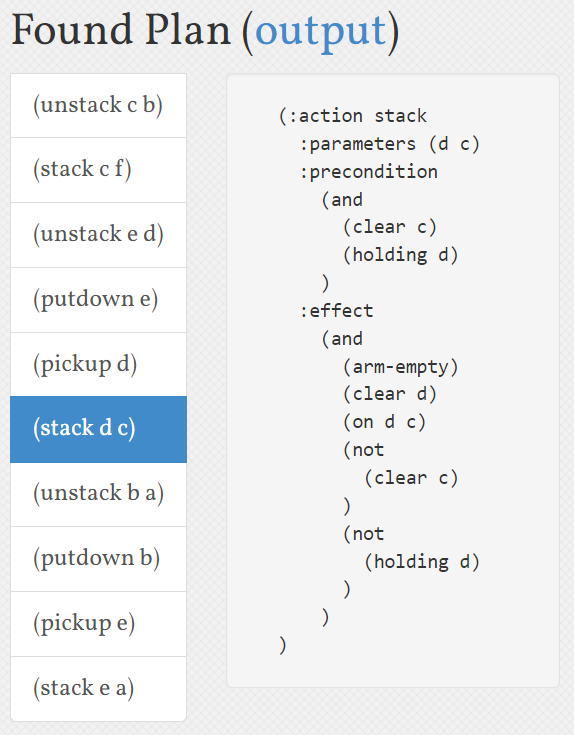 Found Plan (output)
(unstack c b)
(stack c f)
(unstack e d)
(putdown e)
(pickup d)
(stack d c)
(unstack b a)
(putdown b)
(pickup e)
(stack e a)
(:action stack
:parameters (d c)
:precondition
(and
(clear c)
(holding d)
)
:effect
(and
(arm-empty)
(clear d)
(on d c)
(not
(clear c)
)
(not
(holding d)
)
)
)